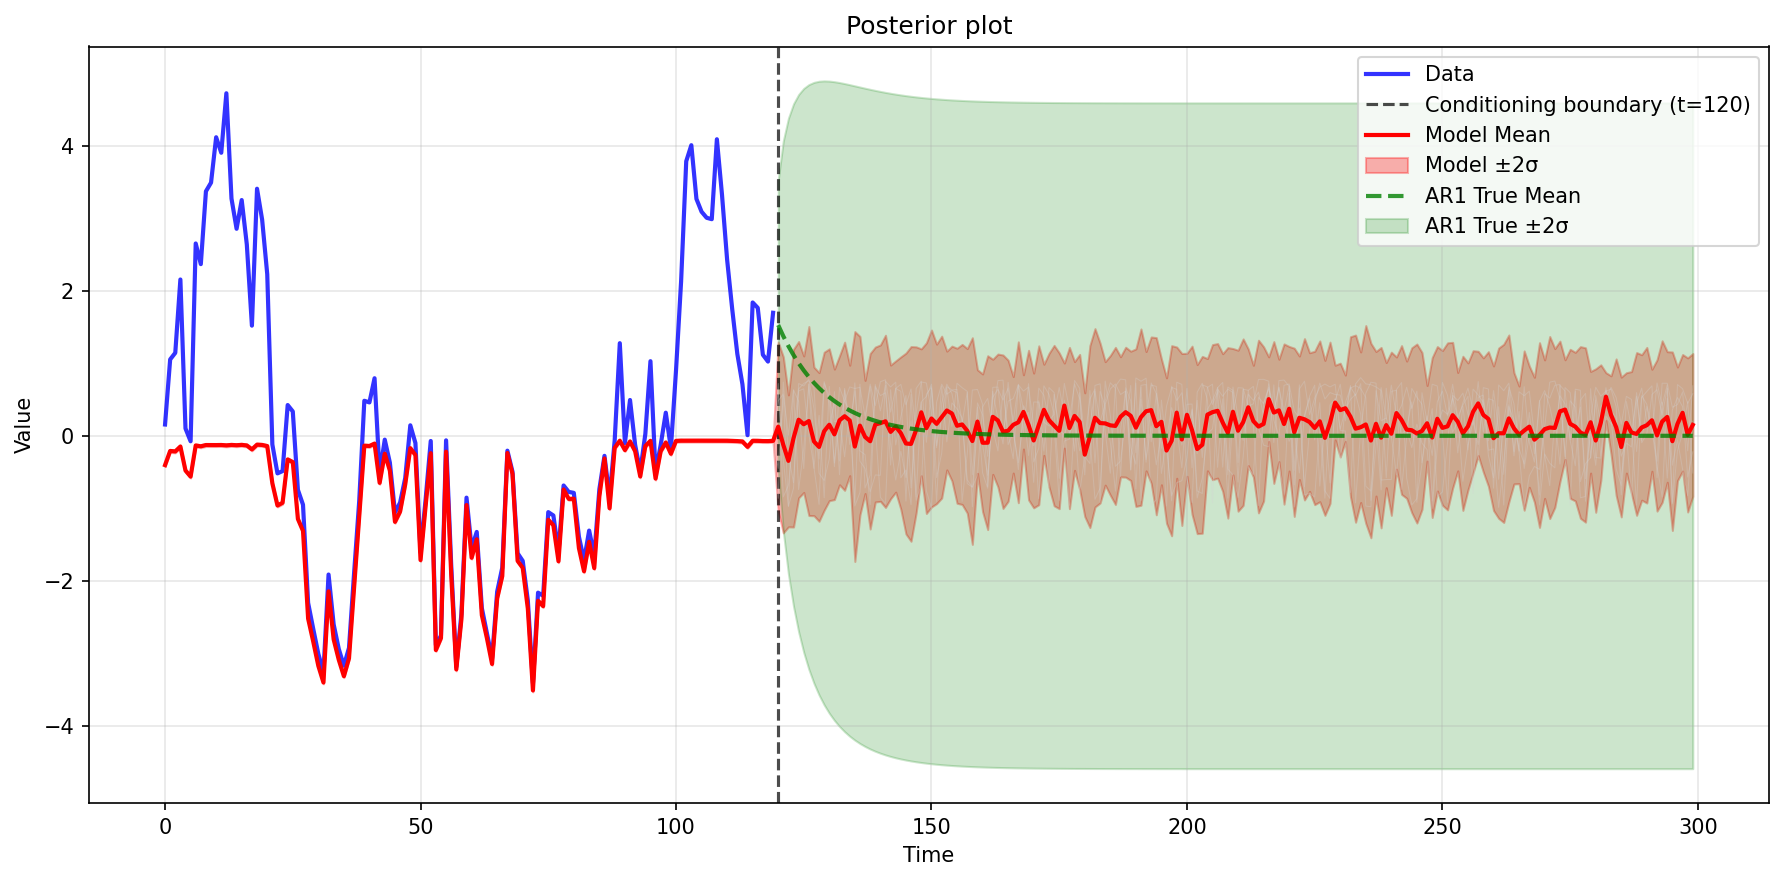 Posterior plot
Data
Conditioning boundary (t=120)
Model Mean
Model ±2σ
AR1 True Mean
AR1 True ±2σ
Value
4
2
0
−2
−4
0 50 100 150 200 250 300
Time